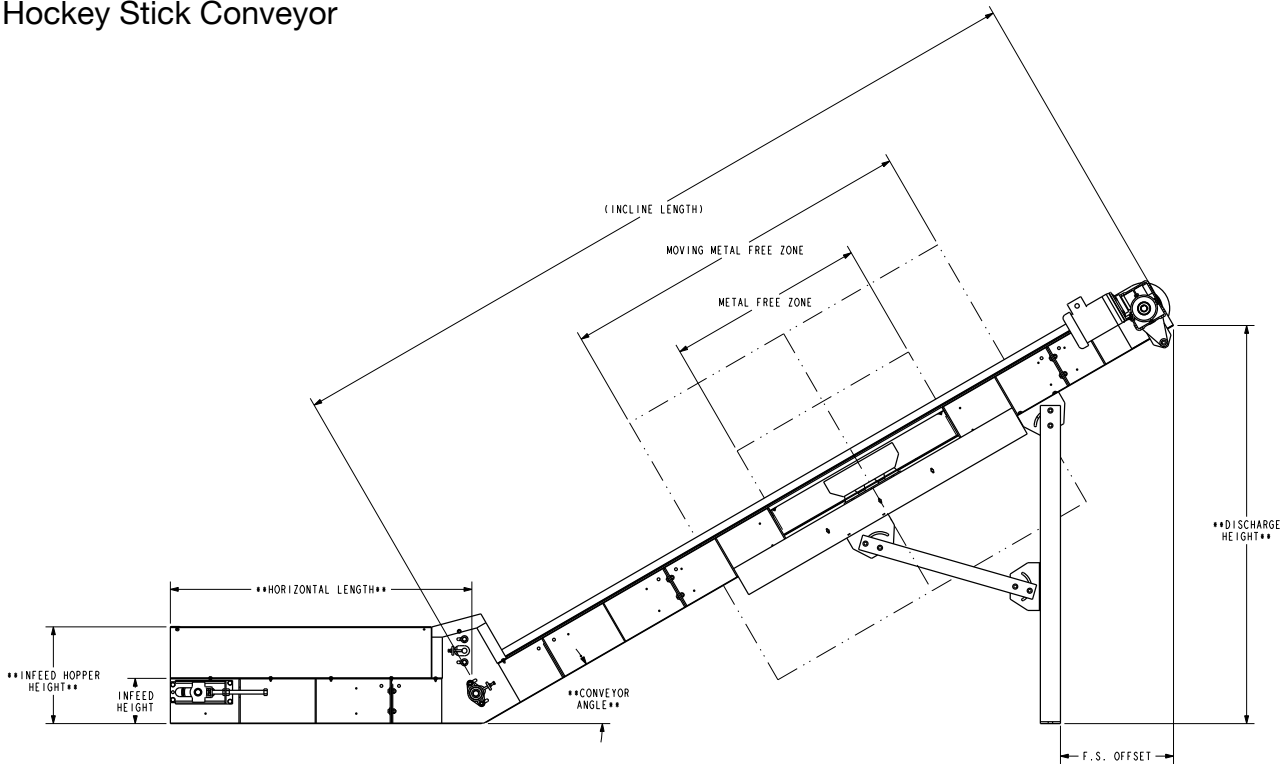 Hockey Stick Conveyor
(INCLINE LENGTH)
MOVING METAL FREE ZONE
METAL FREE ZONE
**DISCHARGE
HEIGHT**
**HORIZONTAL LENGTH**
**INFEED HOPPER
HEIGHT**
INFEED
HEIGHT
**CONVEYOR
ANGLE**
F.S. OFFSET